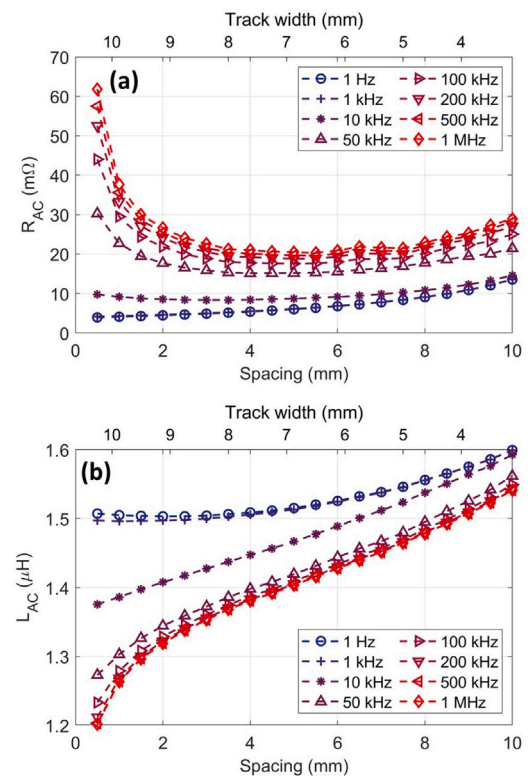 Track width (mm)
10 9 8 7 6 5 4
(a)
70
60
50
40
30
20
10
0
R_AC (mΩ)
1 Hz 100 kHz
1 kHz 200 kHz
10 kHz 500 kHz
50 kHz 1 MHz
0 2 4 6 8 10
Spacing (mm)
Track width (mm)
10 9 8 7 6 5 4
(b)
1.6
1.5
1.4
1.3
1.2
L_AC (μH)
1 Hz 100 kHz
1 kHz 200 kHz
10 kHz 500 kHz
50 kHz 1 MHz
0 2 4 6 8 10
Spacing (mm)